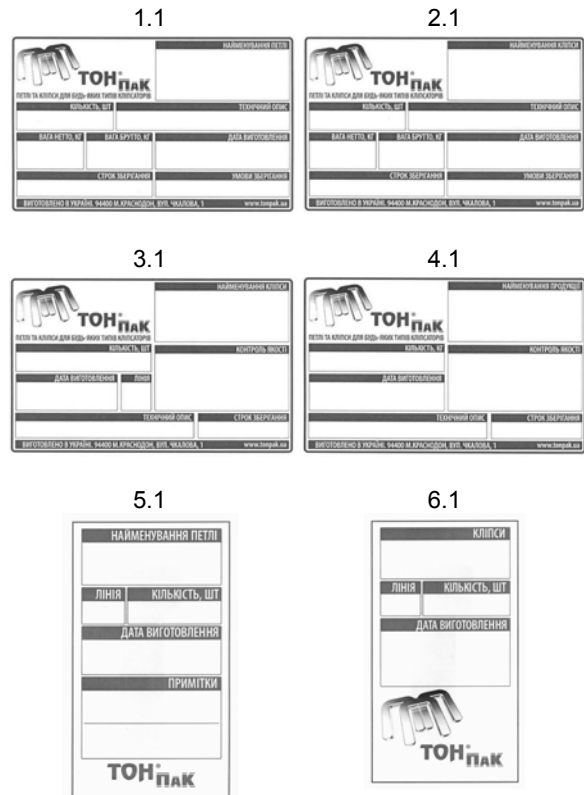 1.1
2.1
НАЙМЕНУВАННЯ ПЕТЛІ
ТОН ПАК
ПЕТЛІ ТА КЛІПСИ ДЛЯ БУДЬ-ЯКИХ ТИПІВ КЛІПСАТОРІВ
КІЛЬКІСТЬ, ШТ
ТЕХНІЧНИЙ ОПИС
ВАГА НЕТТО, КГ
ВАГА БРУТТО, КГ
ДАТА ВИГОТОВЛЕННЯ
СТРОК ЗБЕРІГАННЯ
УМОВИ ЗБЕРІГАННЯ
ВИГОТОВЛЕНО В УКРАЇНІ. 94400 М.КРАСНОДОН, ВУЛ. ЧКАЛОВА, 1 www.tonpak.ua
НАЙМЕНУВАННЯ КЛІПСИ
ТОН ПАК
ПЕТЛІ ТА КЛІПСИ ДЛЯ БУДЬ-ЯКИХ ТИПІВ КЛІПСАТОРІВ
КІЛЬКІСТЬ, ШТ
ТЕХНІЧНИЙ ОПИС
ВАГА НЕТТО, КГ
ВАГА БРУТТО, КГ
ДАТА ВИГОТОВЛЕННЯ
СТРОК ЗБЕРІГАННЯ
УМОВИ ЗБЕРІГАННЯ
ВИГОТОВЛЕНО В УКРАЇНІ. 94400 М.КРАСНОДОН, ВУЛ. ЧКАЛОВА, 1 www.tonpak.ua
3.1
4.1
НАЙМЕНУВАННЯ КЛІПСИ
ТОН ПАК
ПЕТЛІ ТА КЛІПСИ ДЛЯ БУДЬ-ЯКИХ ТИПІВ КЛІПСАТОРІВ
КІЛЬКІСТЬ, ШТ
КОНТРОЛЬ ЯКОСТІ
ДАТА ВИГОТОВЛЕННЯ
ЛІНІЯ
ТЕХНІЧНИЙ ОПИС
СТРОК ЗБЕРІГАННЯ
ВИГОТОВЛЕНО В УКРАЇНІ. 94400 М.КРАСНОДОН, ВУЛ. ЧКАЛОВА, 1 www.tonpak.ua
НАЙМЕНУВАННЯ ПРОДУКЦІЇ
ТОН ПАК
ПЕТЛІ ТА КЛІПСИ ДЛЯ БУДЬ-ЯКИХ ТИПІВ КЛІПСАТОРІВ
КІЛЬКІСТЬ, КГ
КОНТРОЛЬ ЯКОСТІ
ДАТА ВИГОТОВЛЕННЯ
ТЕХНІЧНИЙ ОПИС
СТРОК ЗБЕРІГАННЯ
ВИГОТОВЛЕНО В УКРАЇНІ. 94400 М.КРАСНОДОН, ВУЛ. ЧКАЛОВА, 1 www.tonpak.ua
5.1
6.1
НАЙМЕНУВАННЯ ПЕТЛІ
ЛІНІЯ
КІЛЬКІСТЬ, ШТ
ДАТА ВИГОТОВЛЕННЯ
ПРИМІТКИ
ТОН ПАК
КЛІПСИ
ЛІНІЯ
КІЛЬКІСТЬ, ШТ
ДАТА ВИГОТОВЛЕННЯ
ТОН ПАК